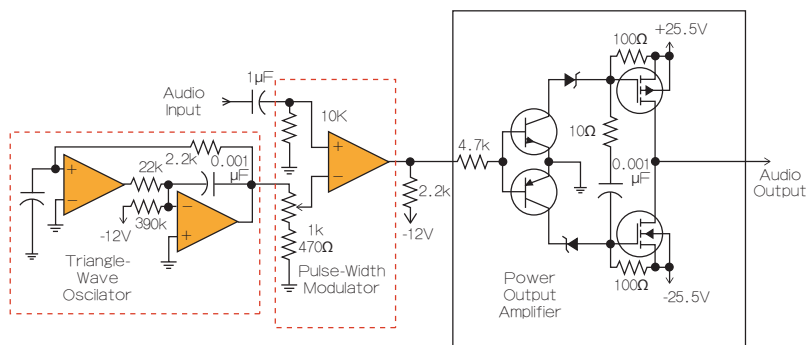 100Ω
+25.5V
1μF
Audio
Input
10K
+
−
2.2k
0.001
μF
22k
+
−
390k
-12V
−
+
1k
470Ω
Triangle-
Wave
Oscilator
Pulse-Width
Modulator
4.7k
2.2k
-12V
10Ω
0.001
μF
Audio
Output
Power
Output
Amplifier
100Ω
-25.5V